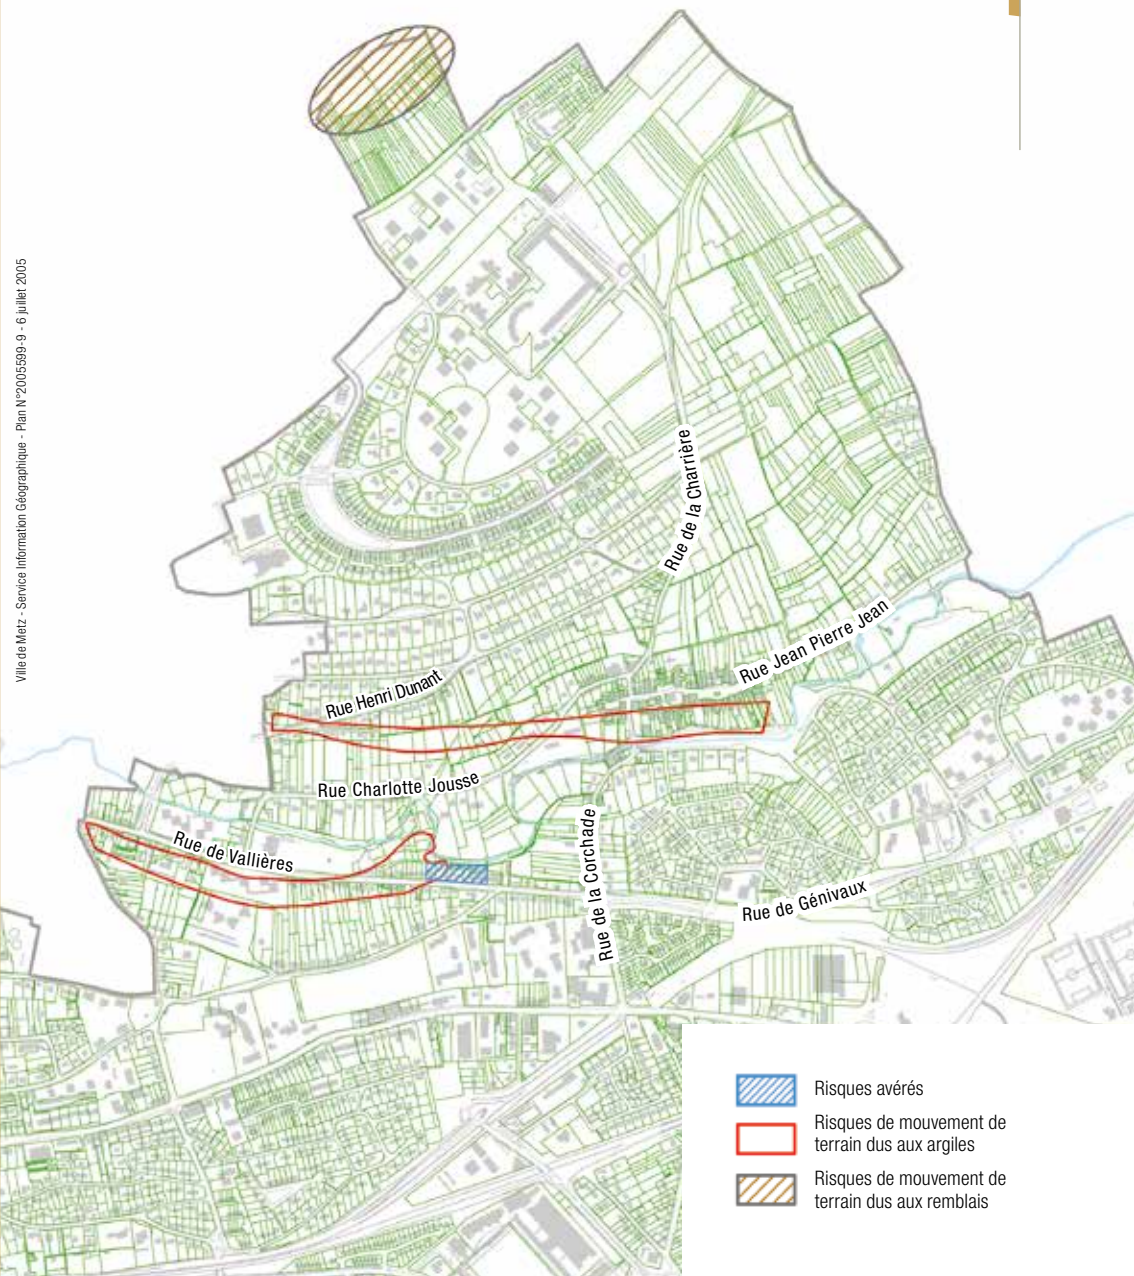 Ville de Metz - Service Information Géographique - Plan N°2005599-9 - 6 juillet 2005
Rue de la Charrière
Rue Jean Pierre Jean
Rue Henri Dunant
Rue Charlotte Jousse
Rue de Vallières
Rue de la Corchade
Rue de Génivaux
Risques avérés
Risques de mouvement de
terrain dus aux argiles
Risques de mouvement de
terrain dus aux remblais